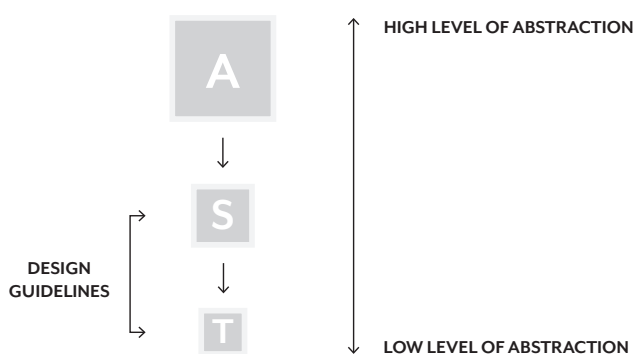 HIGH LEVEL OF ABSTRACTION
A
S
DESIGN
GUIDELINES
T
LOW LEVEL OF ABSTRACTION